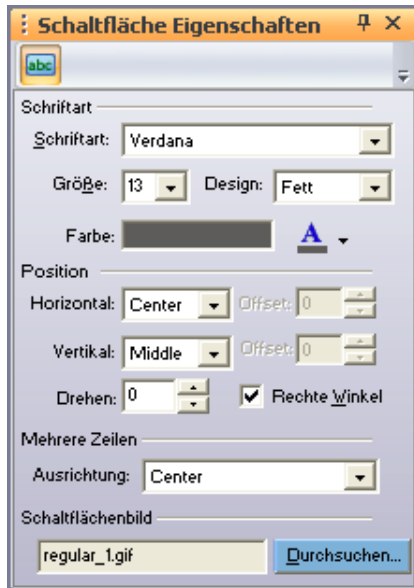 Schaltfläche Eigenschaften
abc
Schriftart
Schriftart: Verdana
Größe: 13 Design: Fett
Farbe: A
Position
Horizontal: Center Offset: 0
Vertikal: Middle Offset: 0
Drehen: 0 Rechte Winkel
Mehrere Zeilen
Ausrichtung: Center
Schaltflächenbild
regular_1.gif Durchsuchen...